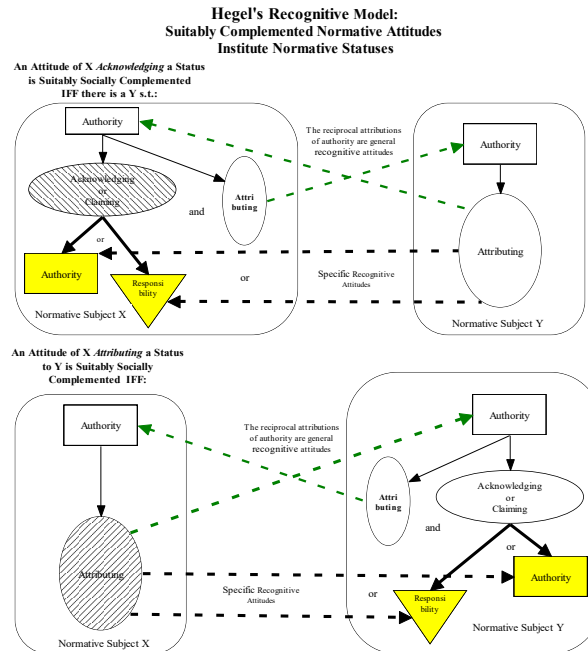 Hegel's Recognitive Model:
Suitably Complemented Normative Attitudes
Institute Normative Statuses
An Attitude of X Acknowledging a Status
is Suitably Socially Complemented
IFF there is a Y s.t.:
Authority
The reciprocal attributions
of authority are general
recognitive attitudes
Authority
Acknowledging
or
Claiming
and
Attri
buting
Attributing
or
Authority
Responsi
bility
or
Specific Recognitive
Attitudes
Normative Subject X
Normative Subject Y
An Attitude of X Attributing a Status
to Y is Suitably Socially
Complemented IFF:
Authority
The reciprocal attributions
of authority are general
recognitive attitudes
Authority
Attri
buting
Acknowledging
or
Claiming
and
or
Attributing
Authority
Specific Recognitive
Attitudes
or
Responsi
bility
Normative Subject X
Normative Subject Y